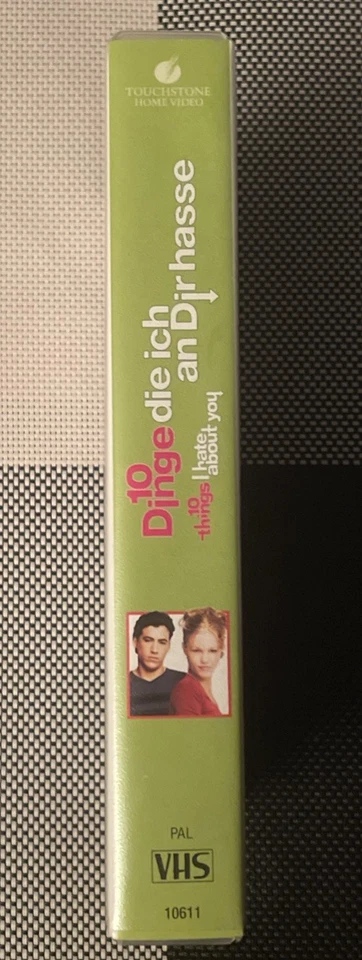 TOUCHSTONE
HOME VIDEO
10
Dinge die ich
an Dir hasse
10
things I hate
about you
PAL
VHS
10611